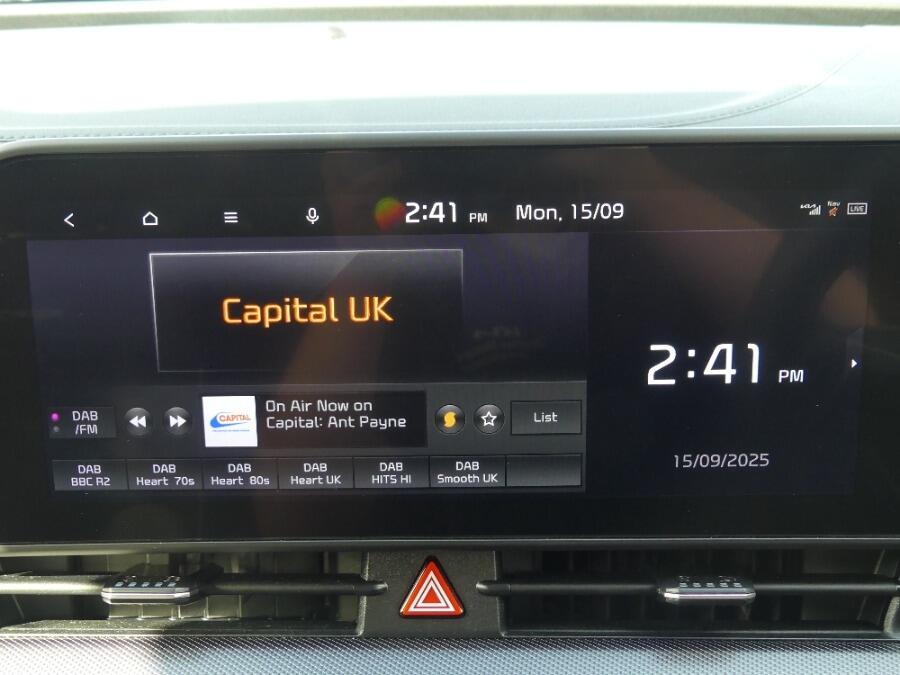 2:41 PM Mon, 15/09
Nav
LIVE
Capital UK
2:41 PM
15/09/2025
DAB
/FM
CAPITAL
On Air Now on
Capital: Ant Payne
List
DAB
BBC R2
DAB
Heart 70s
DAB
Heart 80s
DAB
Heart UK
DAB
HITS HI
DAB
Smooth UK